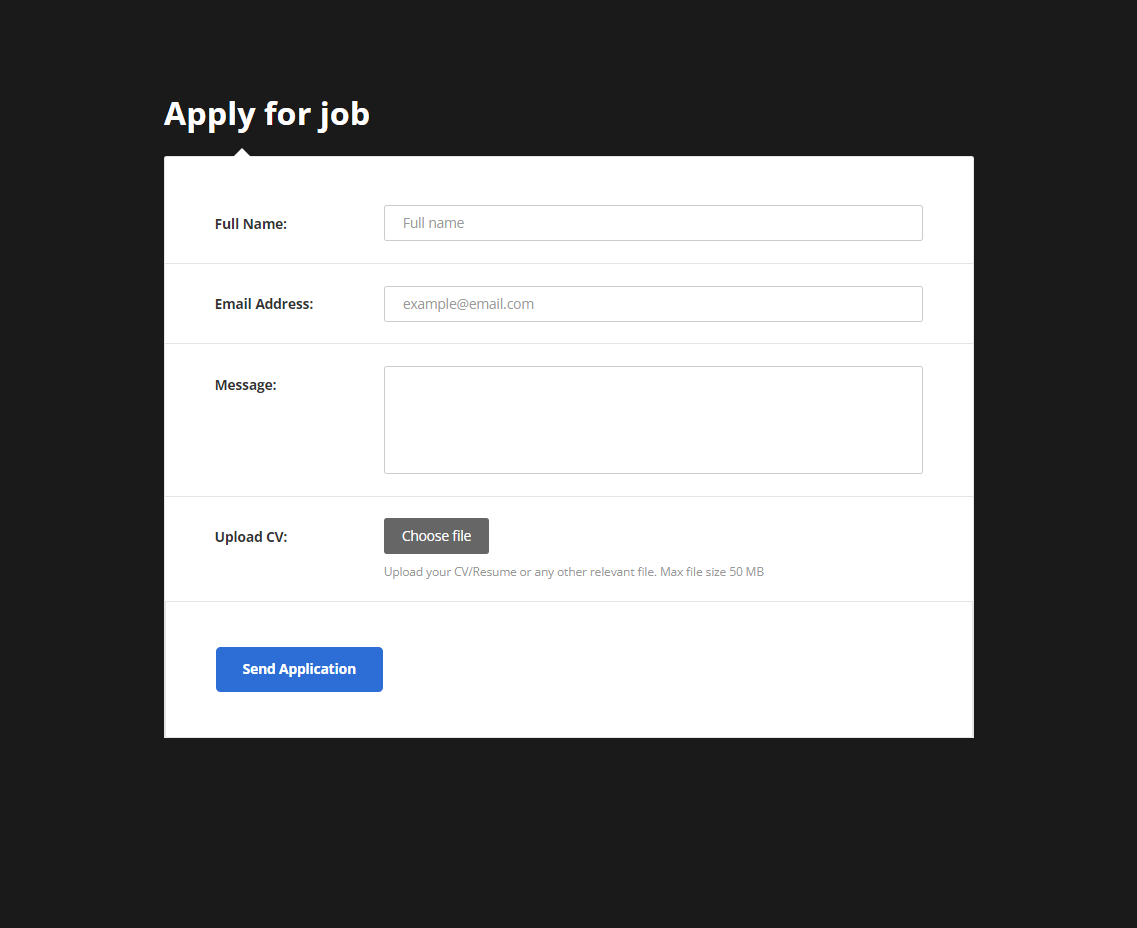 Apply for job
Full Name:
Full name
Email Address:
example@email.com
Message:
Upload CV:
Choose file
Upload your CV/Resume or any other relevant file. Max file size 50 MB
Send Application